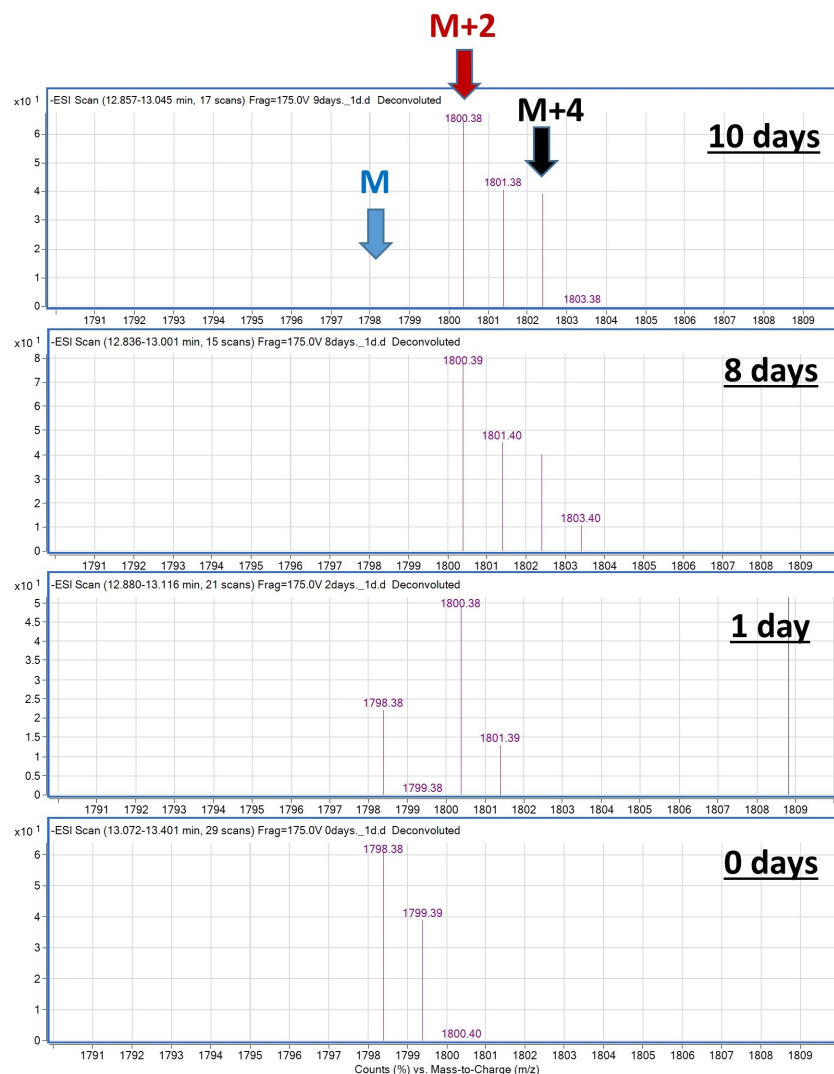 M+2
x10 1
-ESI Scan (12.857-13.045 min, 17 scans) Frag=175.0V 9days._1d.d Deconvoluted
M+4
10 days
1800.38
M
1801.38
1803.38
6
5
4
3
2
1
0
1791 1792 1793 1794 1795 1796 1797 1798 1799 1800 1801 1802 1803 1804 1805 1806 1807 1808 1809
x10 1
-ESI Scan (12.836-13.001 min, 15 scans) Frag=175.0V 8days._1d.d Deconvoluted
8 days
1800.39
1801.40
1803.40
8
7
6
5
4
3
2
1
0
1791 1792 1793 1794 1795 1796 1797 1798 1799 1800 1801 1802 1803 1804 1805 1806 1807 1808 1809
x10 1
-ESI Scan (12.880-13.116 min, 21 scans) Frag=175.0V 2days._1d.d Deconvoluted
1 day
1800.38
1798.38
1801.39
1799.38
5
4.5
4
3.5
3
2.5
2
1.5
1
0.5
0
1791 1792 1793 1794 1795 1796 1797 1798 1799 1800 1801 1802 1803 1804 1805 1806 1807 1808 1809
x10 1
-ESI Scan (13.072-13.401 min, 29 scans) Frag=175.0V 0days._1d.d Deconvoluted
0 days
1798.38
1799.39
1800.40
6
5
4
3
2
1
0
1791 1792 1793 1794 1795 1796 1797 1798 1799 1800 1801 1802 1803 1804 1805 1806 1807 1808 1809
Counts (%) vs. Mass-to-Charge (m/z)